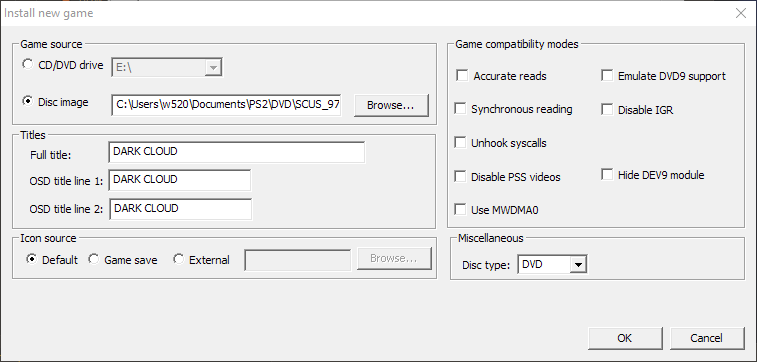 Install new game
Game source
CD/DVD drive
E:\
Disc image
C:\Users\w520\Documents\PS2\DVD\SCUS_97
Browse...
Titles
Full title:
DARK CLOUD
OSD title line 1:
DARK CLOUD
OSD title line 2:
DARK CLOUD
Icon source
Default
Game save
External
Browse...
Game compatibility modes
Accurate reads
Emulate DVD9 support
Synchronous reading
Disable IGR
Unhook syscalls
Disable PSS videos
Hide DEV9 module
Use MWDMA0
Miscellaneous
Disc type:
DVD
OK
Cancel